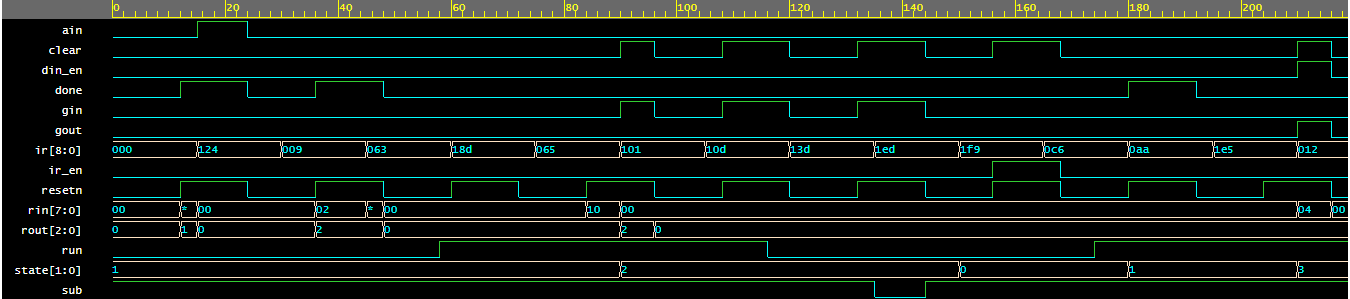 0 20 40 60 80 100 120 140 160 180 200
ain
clear
din_en
done
gin
gout
ir[8:0] 000 124 009 063 18d 065 101 10d 13d 1ed 1f9 0c6 0aa 1e5 012
ir_en
resetn
rin[7:0] 00 * 00 02 * 00 10 00 04 00
rout[2:0] 0 1 0 2 0 2 0
run
state[1:0] 1 2 0 1 3
sub